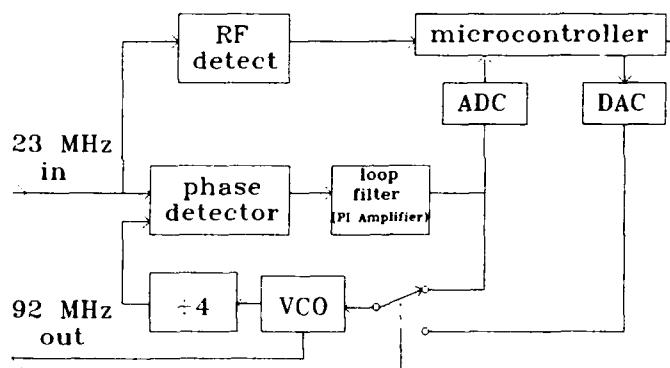 RF
detect
microcontroller
ADC
DAC
23 MHz
in
phase
detector
loop
filter
(PI Amplifier)
92 MHz
out
÷4
VCO